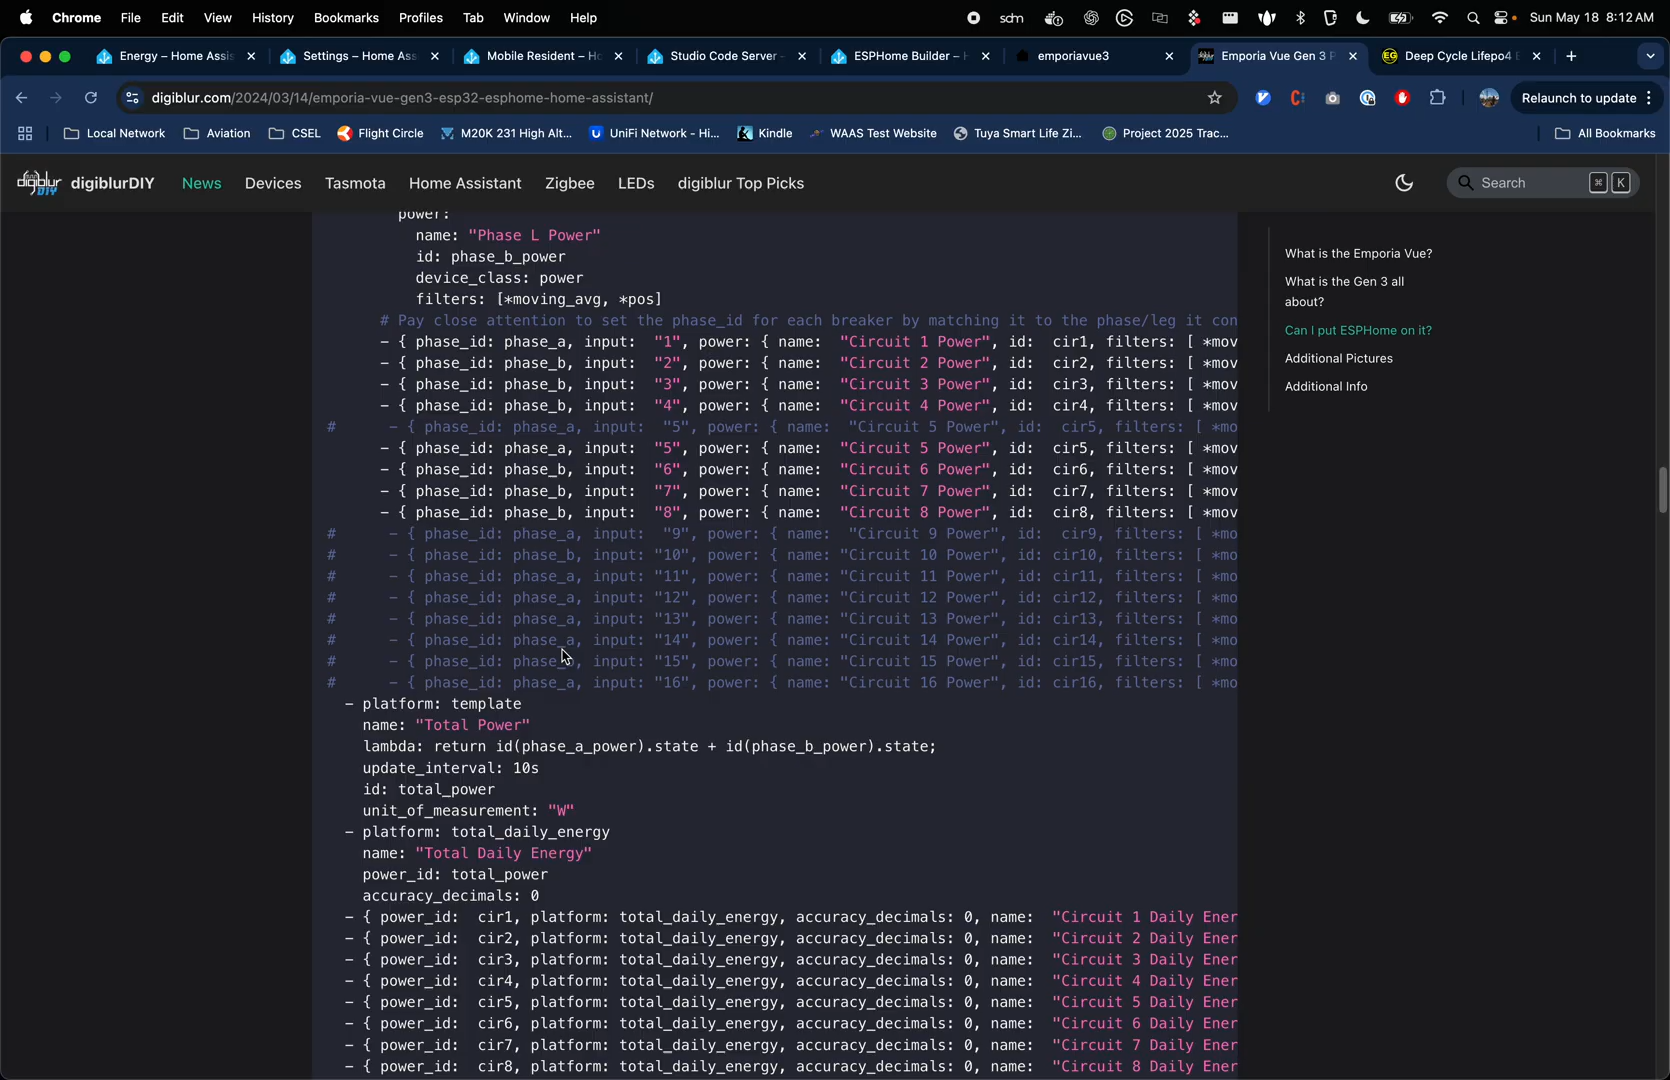 Chrome File Edit View History Bookmarks Profiles Tab Window Help sdm Sun May 18 8:12 AM
Energy – Home Assis Settings – Home Ass Mobile Resident – Ho Studio Code Server - ESPHome Builder – H emporiavue3 Emporia Vue Gen 3 P EG Deep Cycle Lifepo4 B
digiblur.com/2024/03/14/emporia-vue-gen3-esp32-esphome-home-assistant/ Relaunch to update
Local Network Aviation CSEL Flight Circle M20K 231 High Alt... UniFi Network - Hi... Kindle WAAS Test Website Tuya Smart Life Zi... Project 2025 Trac... All Bookmarks
digiblur DIY digiblurDIY News Devices Tasmota Home Assistant Zigbee LEDs digiblur Top Picks Search ⌘ K
power:
name: "Phase L Power"
id: phase_b_power
device_class: power
filters: [*moving_avg, *pos]
# Pay close attention to set the phase_id for each breaker by matching it to the phase/leg it con
- { phase_id: phase_a, input:  "1", power: { name:  "Circuit 1 Power", id:  cir1, filters: [ *mov
- { phase_id: phase_b, input:  "2", power: { name:  "Circuit 2 Power", id:  cir2, filters: [ *mov
- { phase_id: phase_b, input:  "3", power: { name:  "Circuit 3 Power", id:  cir3, filters: [ *mov
- { phase_id: phase_b, input:  "4", power: { name:  "Circuit 4 Power", id:  cir4, filters: [ *mov
#      - { phase_id: phase_a, input:  "5", power: { name:  "Circuit 5 Power", id:  cir5, filters: [ *mo
- { phase_id: phase_a, input:  "5", power: { name:  "Circuit 5 Power", id:  cir5, filters: [ *mov
- { phase_id: phase_b, input:  "6", power: { name:  "Circuit 6 Power", id:  cir6, filters: [ *mov
- { phase_id: phase_b, input:  "7", power: { name:  "Circuit 7 Power", id:  cir7, filters: [ *mov
- { phase_id: phase_b, input:  "8", power: { name:  "Circuit 8 Power", id:  cir8, filters: [ *mov
#      - { phase_id: phase_a, input:  "9", power: { name:  "Circuit 9 Power", id:  cir9, filters: [ *mo
#      - { phase_id: phase_b, input: "10", power: { name: "Circuit 10 Power", id: cir10, filters: [ *mo
#      - { phase_id: phase_a, input: "11", power: { name: "Circuit 11 Power", id: cir11, filters: [ *mo
#      - { phase_id: phase_a, input: "12", power: { name: "Circuit 12 Power", id: cir12, filters: [ *mo
#      - { phase_id: phase_a, input: "13", power: { name: "Circuit 13 Power", id: cir13, filters: [ *mo
#      - { phase_id: phase_a, input: "14", power: { name: "Circuit 14 Power", id: cir14, filters: [ *mo
#      - { phase_id: phase_b, input: "15", power: { name: "Circuit 15 Power", id: cir15, filters: [ *mo
#      - { phase_id: phase_a, input: "16", power: { name: "Circuit 16 Power", id: cir16, filters: [ *mo
- platform: template
name: "Total Power"
lambda: return id(phase_a_power).state + id(phase_b_power).state;
update_interval: 10s
id: total_power
unit_of_measurement: "W"
- platform: total_daily_energy
name: "Total Daily Energy"
power_id: total_power
accuracy_decimals: 0
- { power_id:  cir1, platform: total_daily_energy, accuracy_decimals: 0, name:  "Circuit 1 Daily Ener
- { power_id:  cir2, platform: total_daily_energy, accuracy_decimals: 0, name:  "Circuit 2 Daily Ener
- { power_id:  cir3, platform: total_daily_energy, accuracy_decimals: 0, name:  "Circuit 3 Daily Ener
- { power_id:  cir4, platform: total_daily_energy, accuracy_decimals: 0, name:  "Circuit 4 Daily Ener
- { power_id:  cir5, platform: total_daily_energy, accuracy_decimals: 0, name:  "Circuit 5 Daily Ener
- { power_id:  cir6, platform: total_daily_energy, accuracy_decimals: 0, name:  "Circuit 6 Daily Ener
- { power_id:  cir7, platform: total_daily_energy, accuracy_decimals: 0, name:  "Circuit 7 Daily Ener
- { power_id:  cir8, platform: total_daily_energy, accuracy_decimals: 0, name:  "Circuit 8 Daily Ener
What is the Emporia Vue?
What is the Gen 3 all
about?
Can I put ESPHome on it?
Additional Pictures
Additional Info